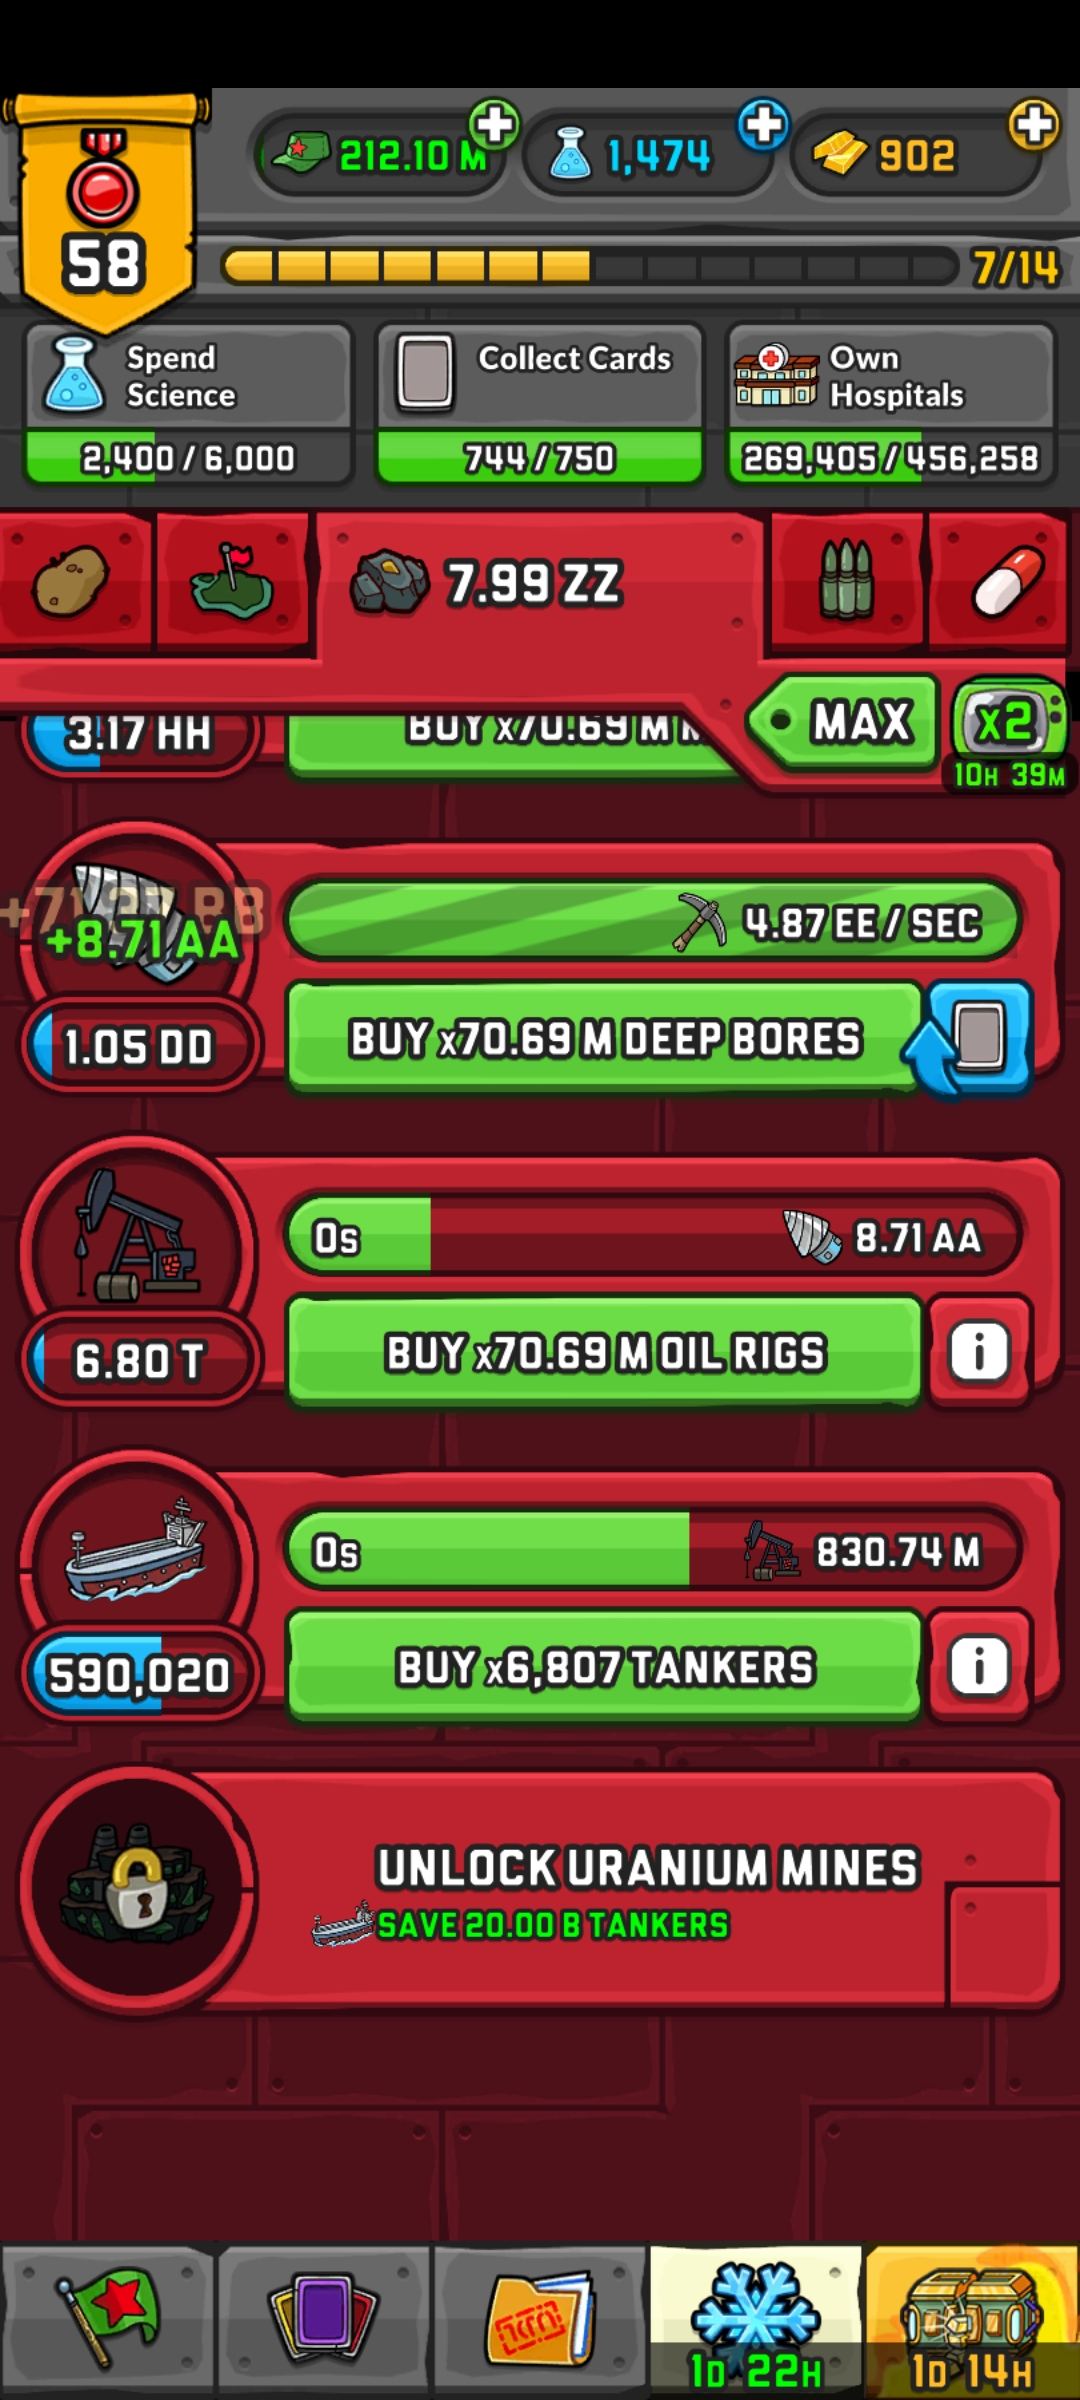 212.10 M
1,474
902
58
7/14
Spend
Science
2,400 / 6,000
Collect Cards
744 / 750
Own
Hospitals
269,405 / 456,258
7.99 ZZ
MAX
x2
10H 39M
3.17 HH
BUY x70.69 M
+8.71 AA
4.87 EE / SEC
1.05 DD
BUY x70.69 M DEEP BORES
0s
8.71 AA
6.80 T
BUY x70.69 M OIL RIGS
i
0s
830.74 M
590,020
BUY x6,807 TANKERS
i
UNLOCK URANIUM MINES
SAVE 20.00 B TANKERS
1D 22H
1D 14H